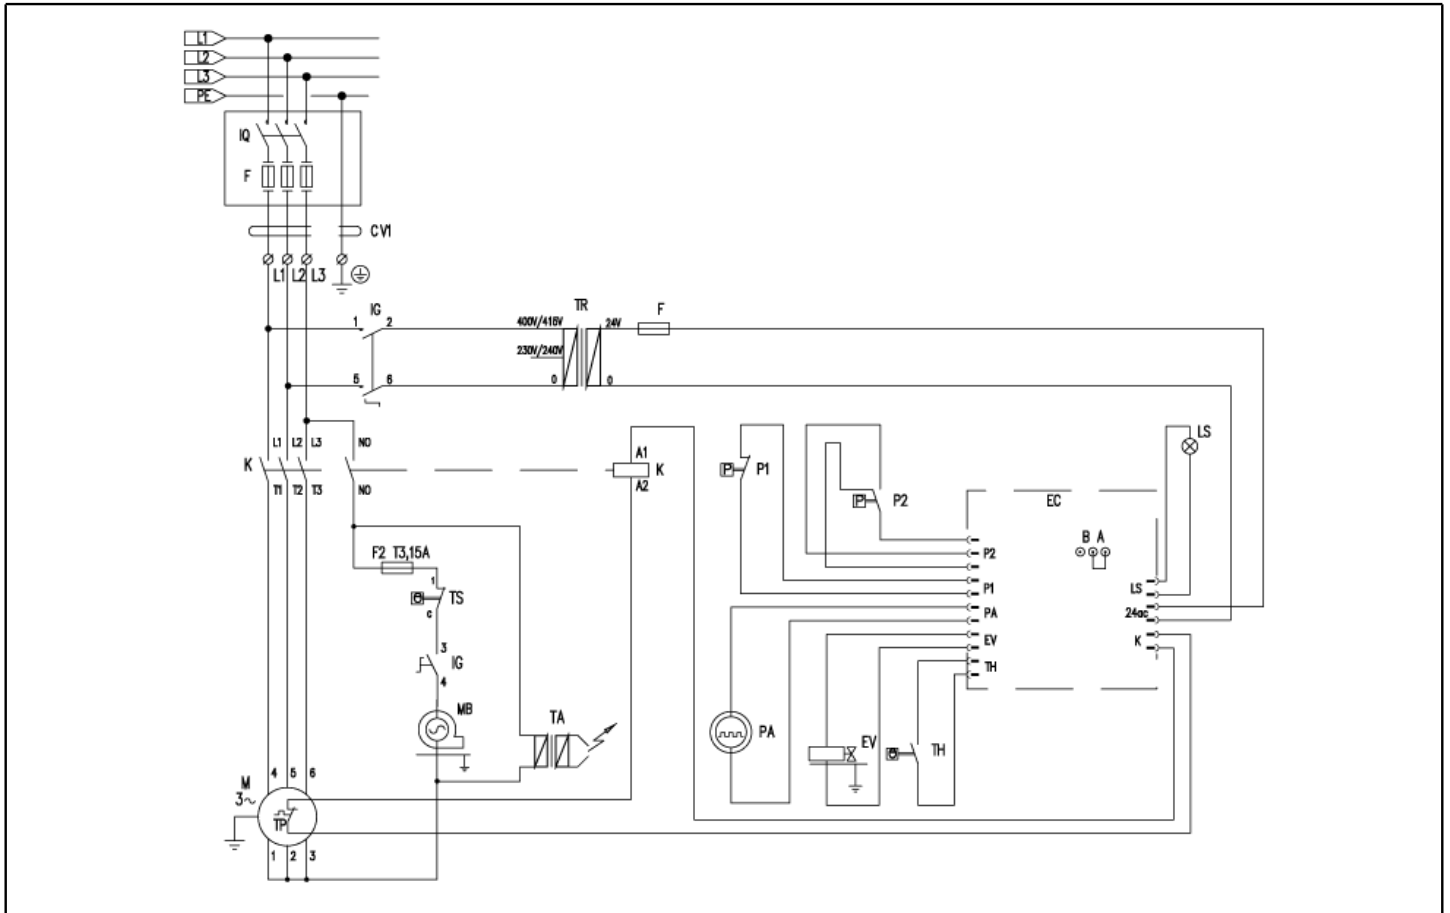 L1
L2
L3
PE
IQ
F
CV1
L1 L2 L3
IG
1 2
5 6
TR
400V/415V
230V/240V
0
24V
0
F
L1 L2 L3 NO
K
T1 T2 T3 NO
A1
K
A2
P P1
P P2
LS
EC
B A
P2
P1
PA
EV
TH
LS
24ac
K
F2 T3,15A
1
TS
C
3
IG
4
MB
TA
PA
EV
TH
4 5 6
M
3~
TP
1 2 3